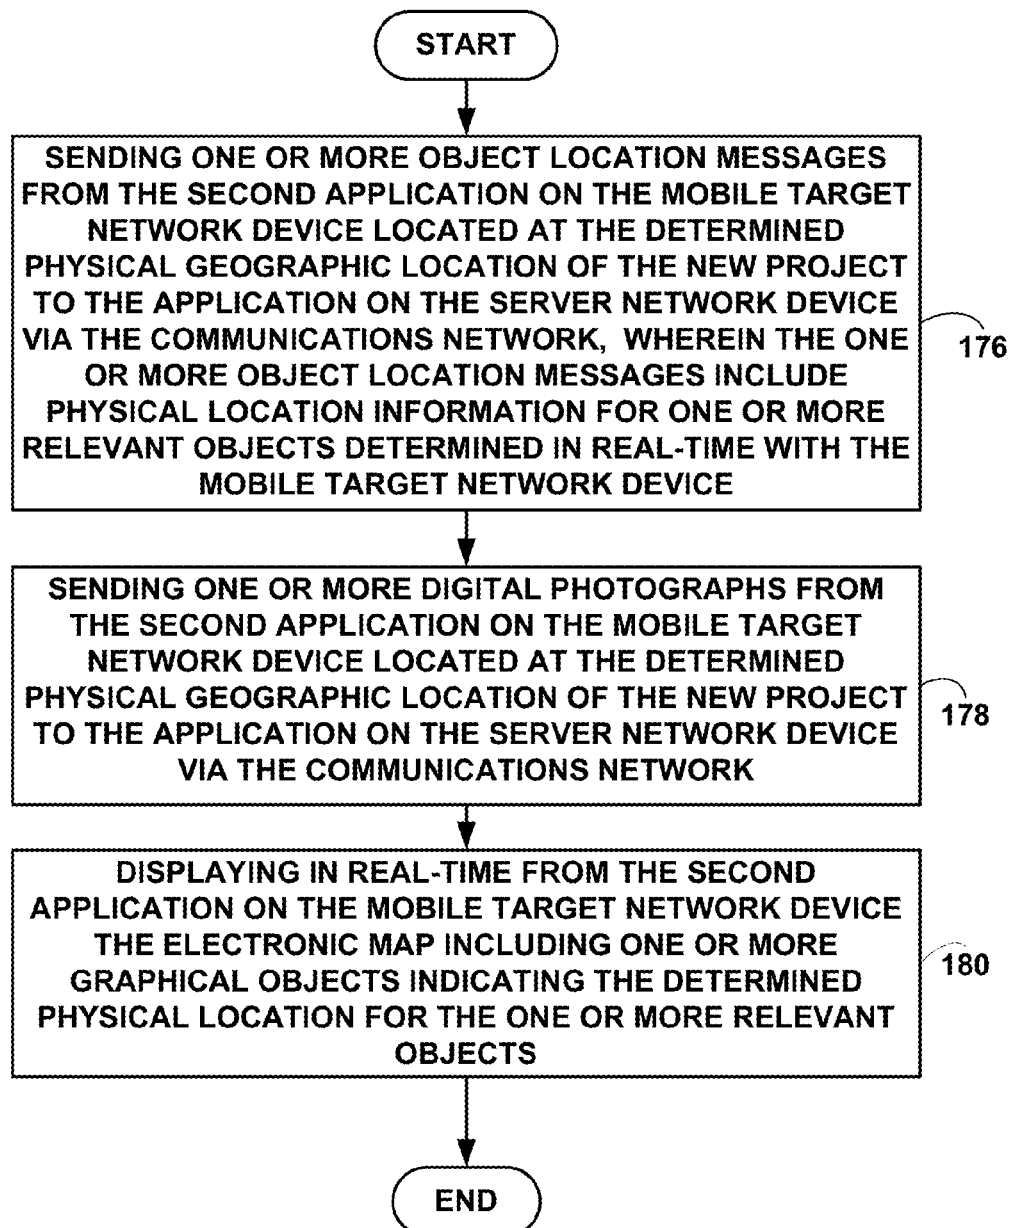 START
SENDING ONE OR MORE OBJECT LOCATION MESSAGES
FROM THE SECOND APPLICATION ON THE MOBILE TARGET
NETWORK DEVICE LOCATED AT THE DETERMINED
PHYSICAL GEOGRAPHIC LOCATION OF THE NEW PROJECT
TO THE APPLICATION ON THE SERVER NETWORK DEVICE
VIA THE COMMUNICATIONS NETWORK, WHEREIN THE ONE
OR MORE OBJECT LOCATION MESSAGES INCLUDE
PHYSICAL LOCATION INFORMATION FOR ONE OR MORE
RELEVANT OBJECTS DETERMINED IN REAL-TIME WITH THE
MOBILE TARGET NETWORK DEVICE
176
SENDING ONE OR MORE DIGITAL PHOTOGRAPHS FROM
THE SECOND APPLICATION ON THE MOBILE TARGET
NETWORK DEVICE LOCATED AT THE DETERMINED
PHYSICAL GEOGRAPHIC LOCATION OF THE NEW PROJECT
TO THE APPLICATION ON THE SERVER NETWORK DEVICE
VIA THE COMMUNICATIONS NETWORK
178
DISPLAYING IN REAL-TIME FROM THE SECOND
APPLICATION ON THE MOBILE TARGET NETWORK DEVICE
THE ELECTRONIC MAP INCLUDING ONE OR MORE
GRAPHICAL OBJECTS INDICATING THE DETERMINED
PHYSICAL LOCATION FOR THE ONE OR MORE RELEVANT
OBJECTS
180
END